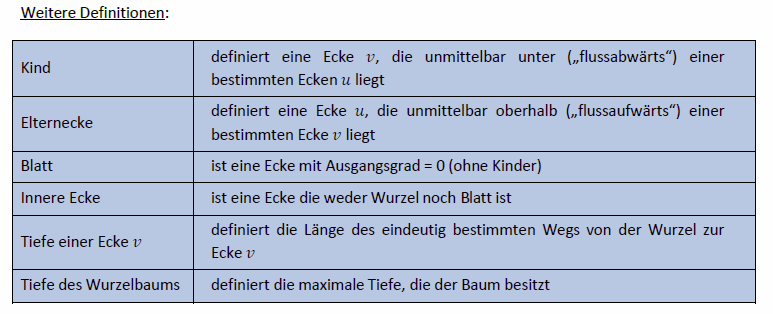 Weitere Definitionen:
Kind
definiert eine Ecke v, die unmittelbar unter („flussabwärts“) einer
bestimmten Ecken u liegt
Elternecke
definiert eine Ecke u, die unmittelbar oberhalb („flussaufwärts“) einer
bestimmten Ecke v liegt
Blatt
ist eine Ecke mit Ausgangsgrad = 0 (ohne Kinder)
Innere Ecke
ist eine Ecke die weder Wurzel noch Blatt ist
Tiefe einer Ecke v
definiert die Länge des eindeutig bestimmten Wegs von der Wurzel zur
Ecke v
Tiefe des Wurzelbaums
definiert die maximale Tiefe, die der Baum besitzt